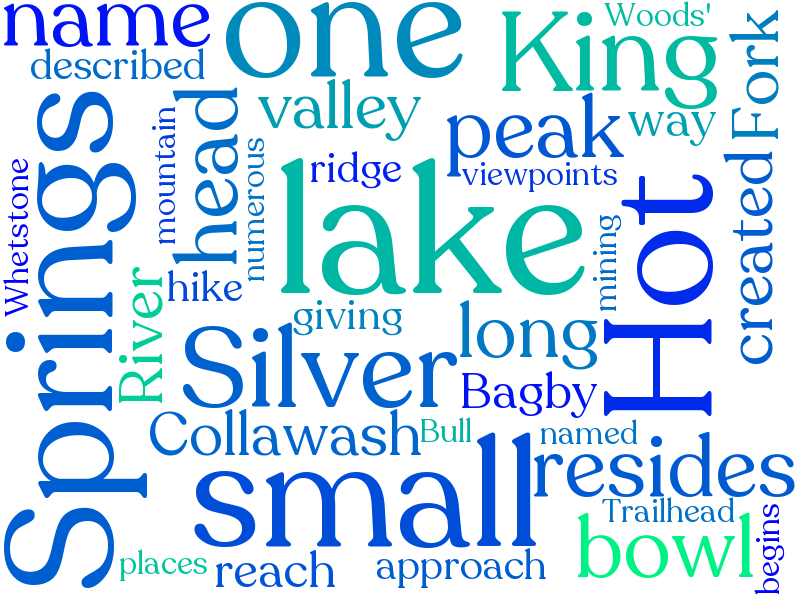 name
one
King
Woods'
Fork
described
valley
head
peak
way
Springs
mountain
numerous
ridge
viewpoints
Whetstone
lake
Hot
created
mining
River
hike
giving
long
Silver
Bagby
Collawash
Bull
named
small
resides
Trailhead
bowl
begins
places
reach
approach